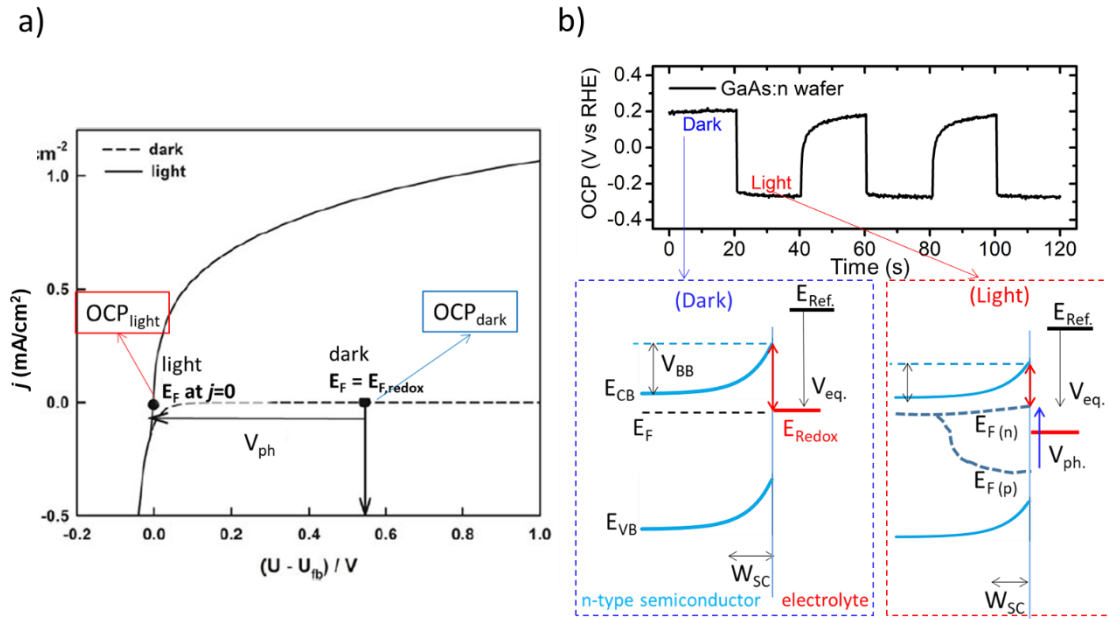 a)
cm-2
dark
light
1.0
0.5
0.0
-0.5
j (mA/cm2)
OCPlight
OCPdark
light
EF at j=0
dark
EF = EF,redox
Vph
-0.2
0.0
0.2
0.4
0.6
0.8
1.0
(U - Ufb) / V
b)
0.4
0.2
0.0
-0.2
-0.4
OCP (V vs RHE)
GaAs:n wafer
Dark
Light
0
20
40
60
80
100
120
Time (s)
(Dark)
ERef.
VBB
ECB
Veq.
EF
ERedox
EVB
WSC
n-type semiconductor
electrolyte
(Light)
ERef.
Veq.
EF (n)
Vph.
EF (p)
WSC